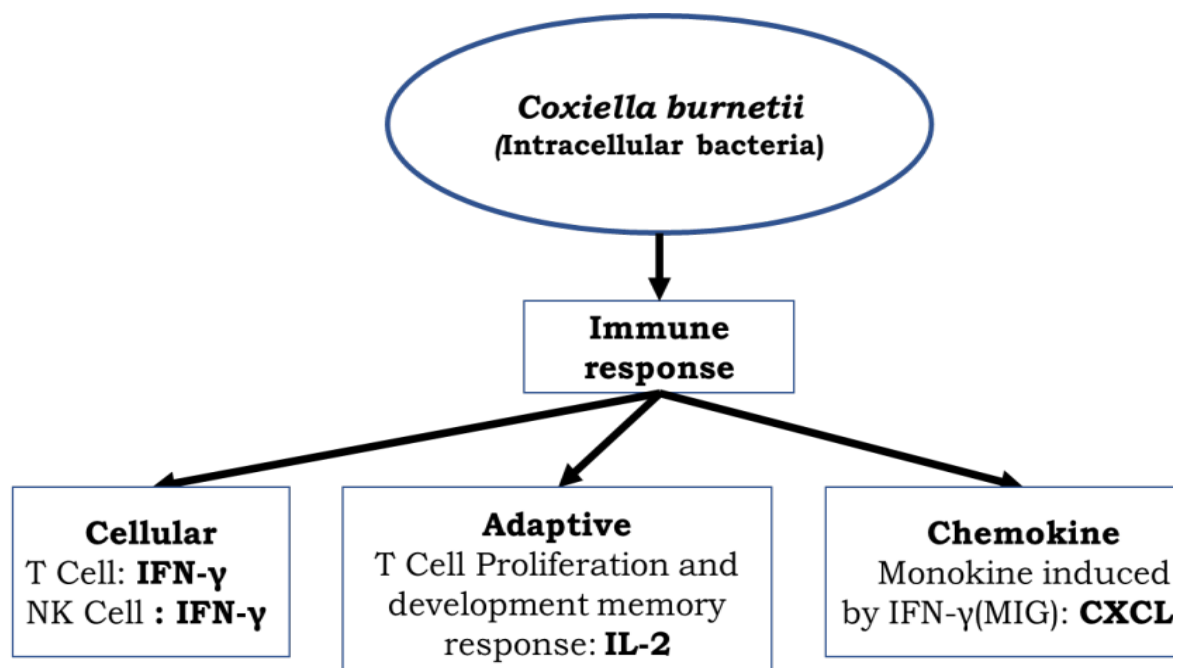 Coxiella burnetii
(Intracellular bacteria)
Immune
response
Cellular
T Cell: IFN-γ
NK Cell : IFN-γ
Adaptive
T Cell Proliferation and
development memory
response: IL-2
Chemokine
Monokine induced
by IFN-γ(MIG): CXCL